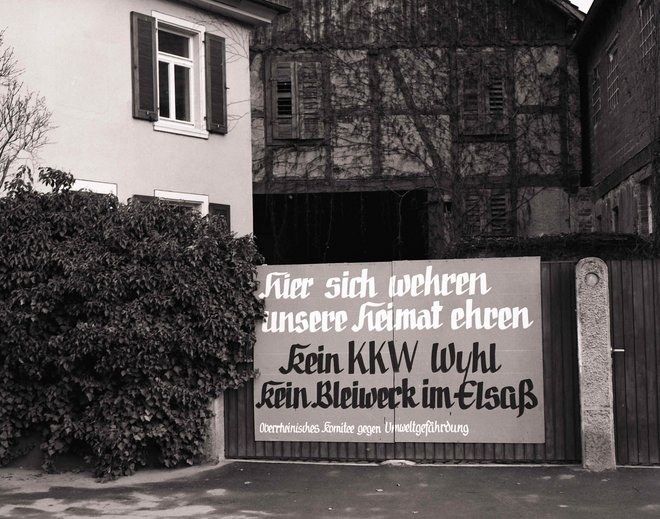 Hier sich wehren
unsere Heimat ehren
kein KKW Wyhl
kein Bleiwerk im Elsaß
Oberrheinisches Komitee gegen Umweltgefährdung